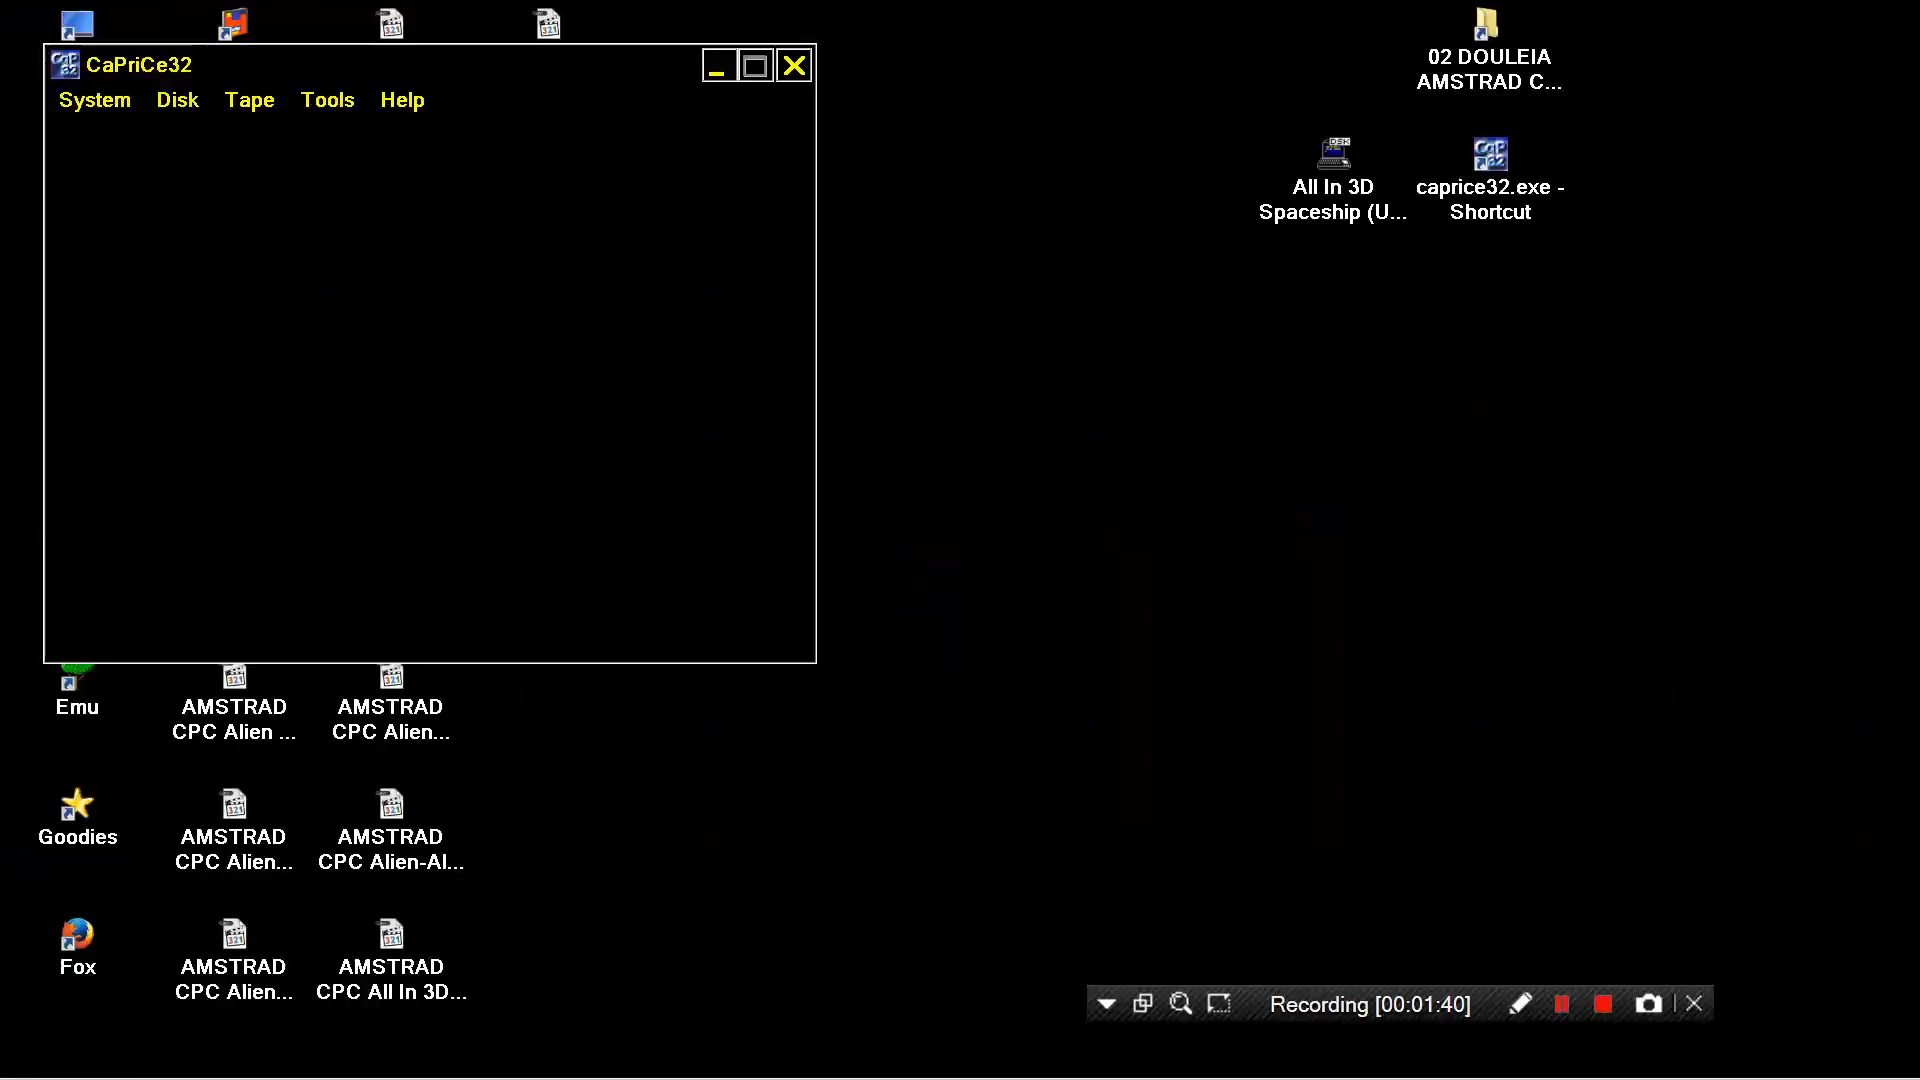 CaPriCe32
System Disk Tape Tools Help
02 DOULEIA
AMSTRAD C...
DSK
All In 3D
Spaceship (U...
caprice32.exe -
Shortcut
Emu
AMSTRAD
CPC Alien ...
AMSTRAD
CPC Alien...
Goodies
AMSTRAD
CPC Alien...
AMSTRAD
CPC Alien-Al...
Fox
AMSTRAD
CPC Alien...
AMSTRAD
CPC All In 3D...
Recording [00:01:40]